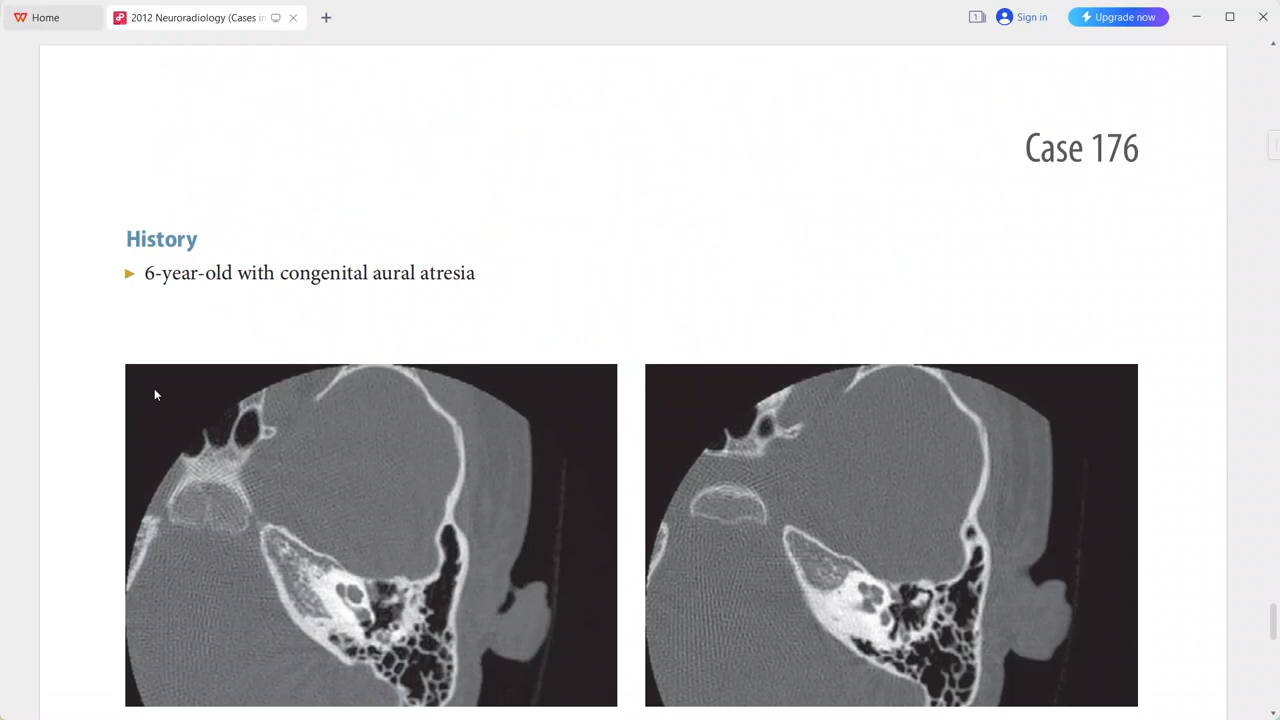 Home
2012 Neuroradiology (Cases in
1
Sign in
Upgrade now
Case 176
History
► 6-year-old with congenital aural atresia